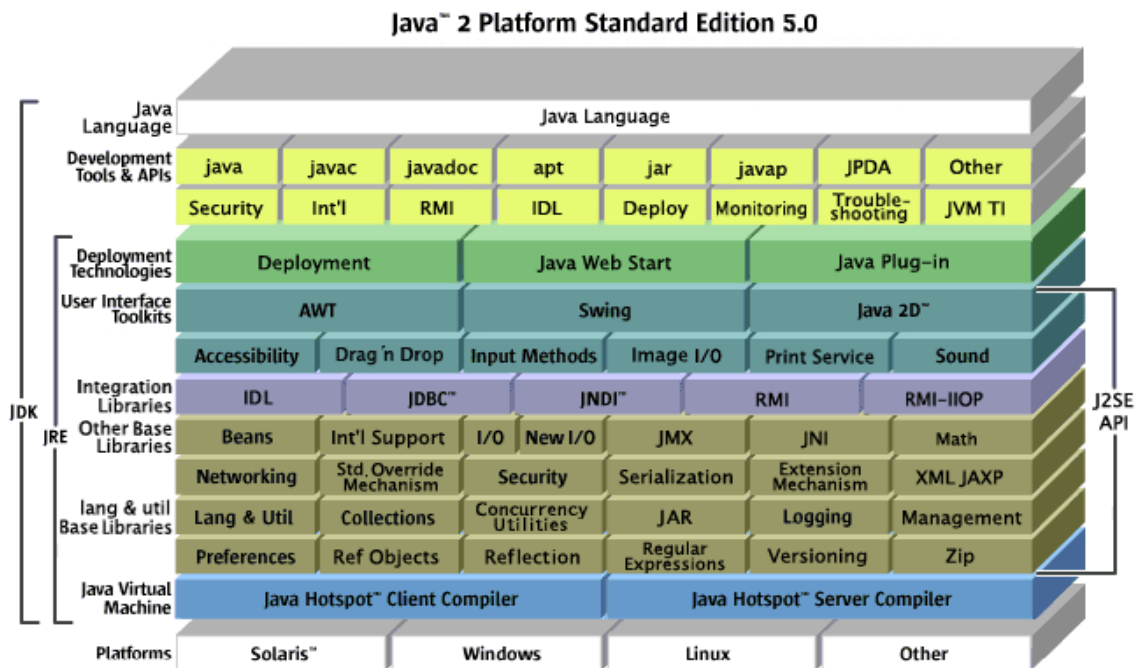 Java™ 2 Platform Standard Edition 5.0
Java
Language
Java Language
Development
Tools & APIs
java javac javadoc apt jar javap JPDA Other
Security Int'l RMI IDL Deploy Monitoring Trouble-
shooting JVM TI
Deployment
Technologies
Deployment Java Web Start Java Plug-in
User Interface
Toolkits
AWT Swing Java 2D™
Accessibility Drag 'n Drop Input Methods Image I/O Print Service Sound
Integration
Libraries
IDL JDBC™ JNDI™ RMI RMI-IIOP
JDK
JRE
J2SE
API
Other Base
Libraries
Beans Int'l Support I/O New I/O JMX JNI Math
Networking Std. Override
Mechanism Security Serialization Extension
Mechanism XML JAXP
lang & util
Base Libraries
Lang & Util Collections Concurrency
Utilities JAR Logging Management
Preferences Ref Objects Reflection Regular
Expressions Versioning Zip
Java Virtual
Machine
Java Hotspot™ Client Compiler Java Hotspot™ Server Compiler
Platforms
Solaris™ Windows Linux Other